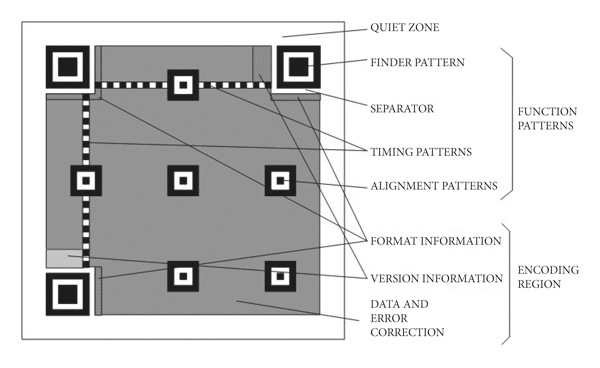 QUIET ZONE
FINDER PATTERN
SEPARATOR
FUNCTION
PATTERNS
TIMING PATTERNS
ALIGNMENT PATTERNS
FORMAT INFORMATION
VERSION INFORMATION
ENCODING
REGION
DATA AND
ERROR
CORRECTION